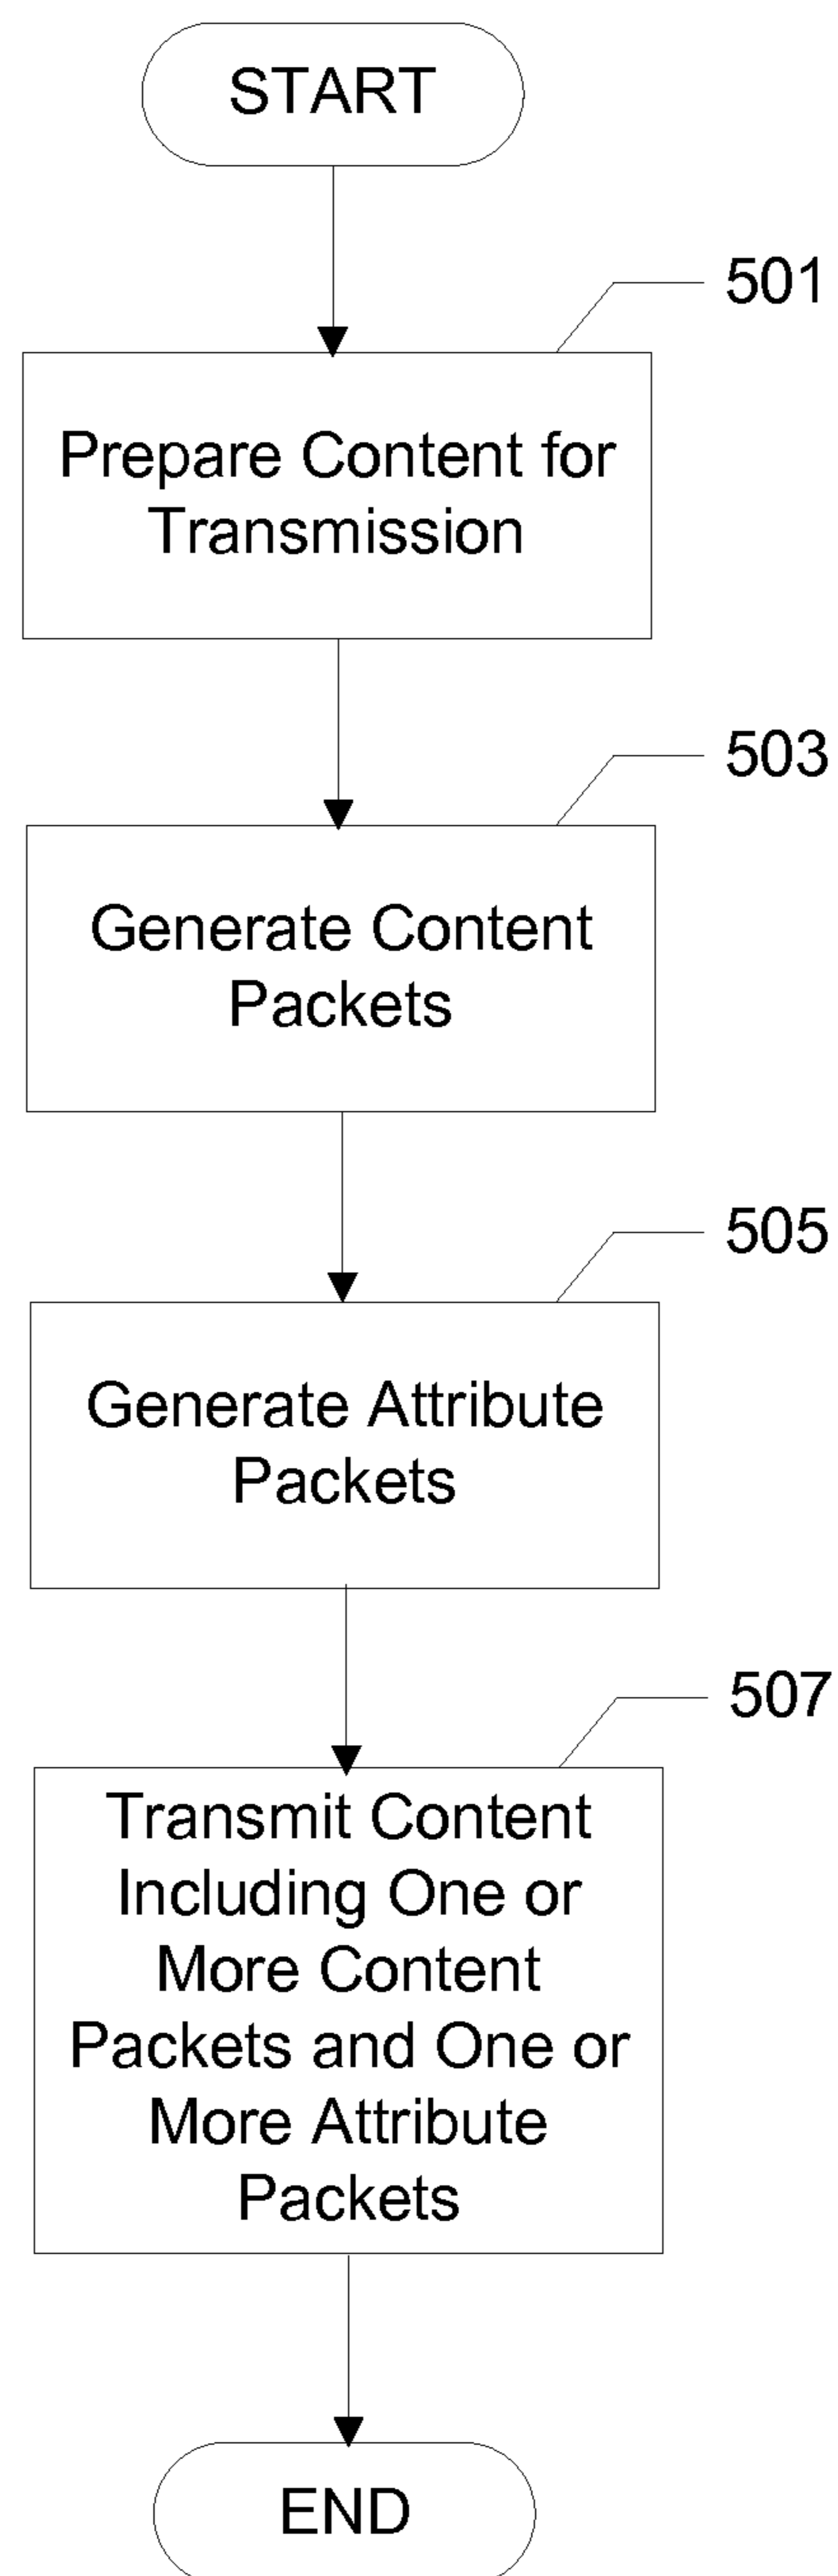 START
501
Prepare Content for
Transmission
503
Generate Content
Packets
505
Generate Attribute
Packets
507
Transmit Content
Including One or
More Content
Packets and One or
More Attribute
Packets
END